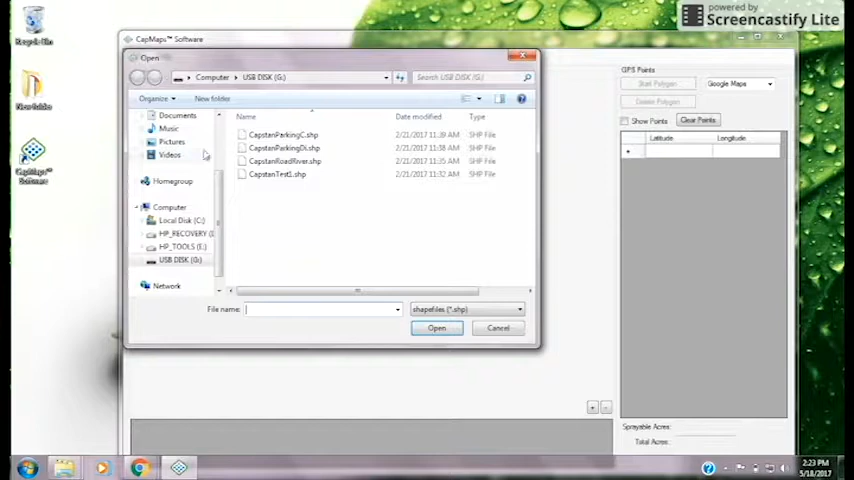 powered by
Screencastify Lite
Recycle Bin
CapMaps™ Software
Open
Computer
USB DISK (G:)
Search USB DISK (G:)
Organize
New folder
GPS Points
Start Polygon
Google Maps
Delete Polygon
Show Points
Clear Points
Latitude
Longitude
New folder
Documents
Music
Pictures
Videos
Homegroup
Computer
Local Disk (C:)
HP_RECOVERY (I
HP_TOOLS (E:)
USB DISK (G:)
Network
Name
Date modified
Type
CapstanParkingC.shp
2/21/2017 11:39 AM
SHP File
CapstanParkingDi.shp
2/21/2017 11:38 AM
SHP File
CapstanRoadRiver.shp
2/21/2017 11:35 AM
SHP File
CapstanTest1.shp
2/21/2017 11:32 AM
SHP File
CapMaps™
Software
File name:
shapefiles (*.shp)
Open
Cancel
+
-
Sprayable Acres:
Total Acres:
2:23 PM
5/18/2017